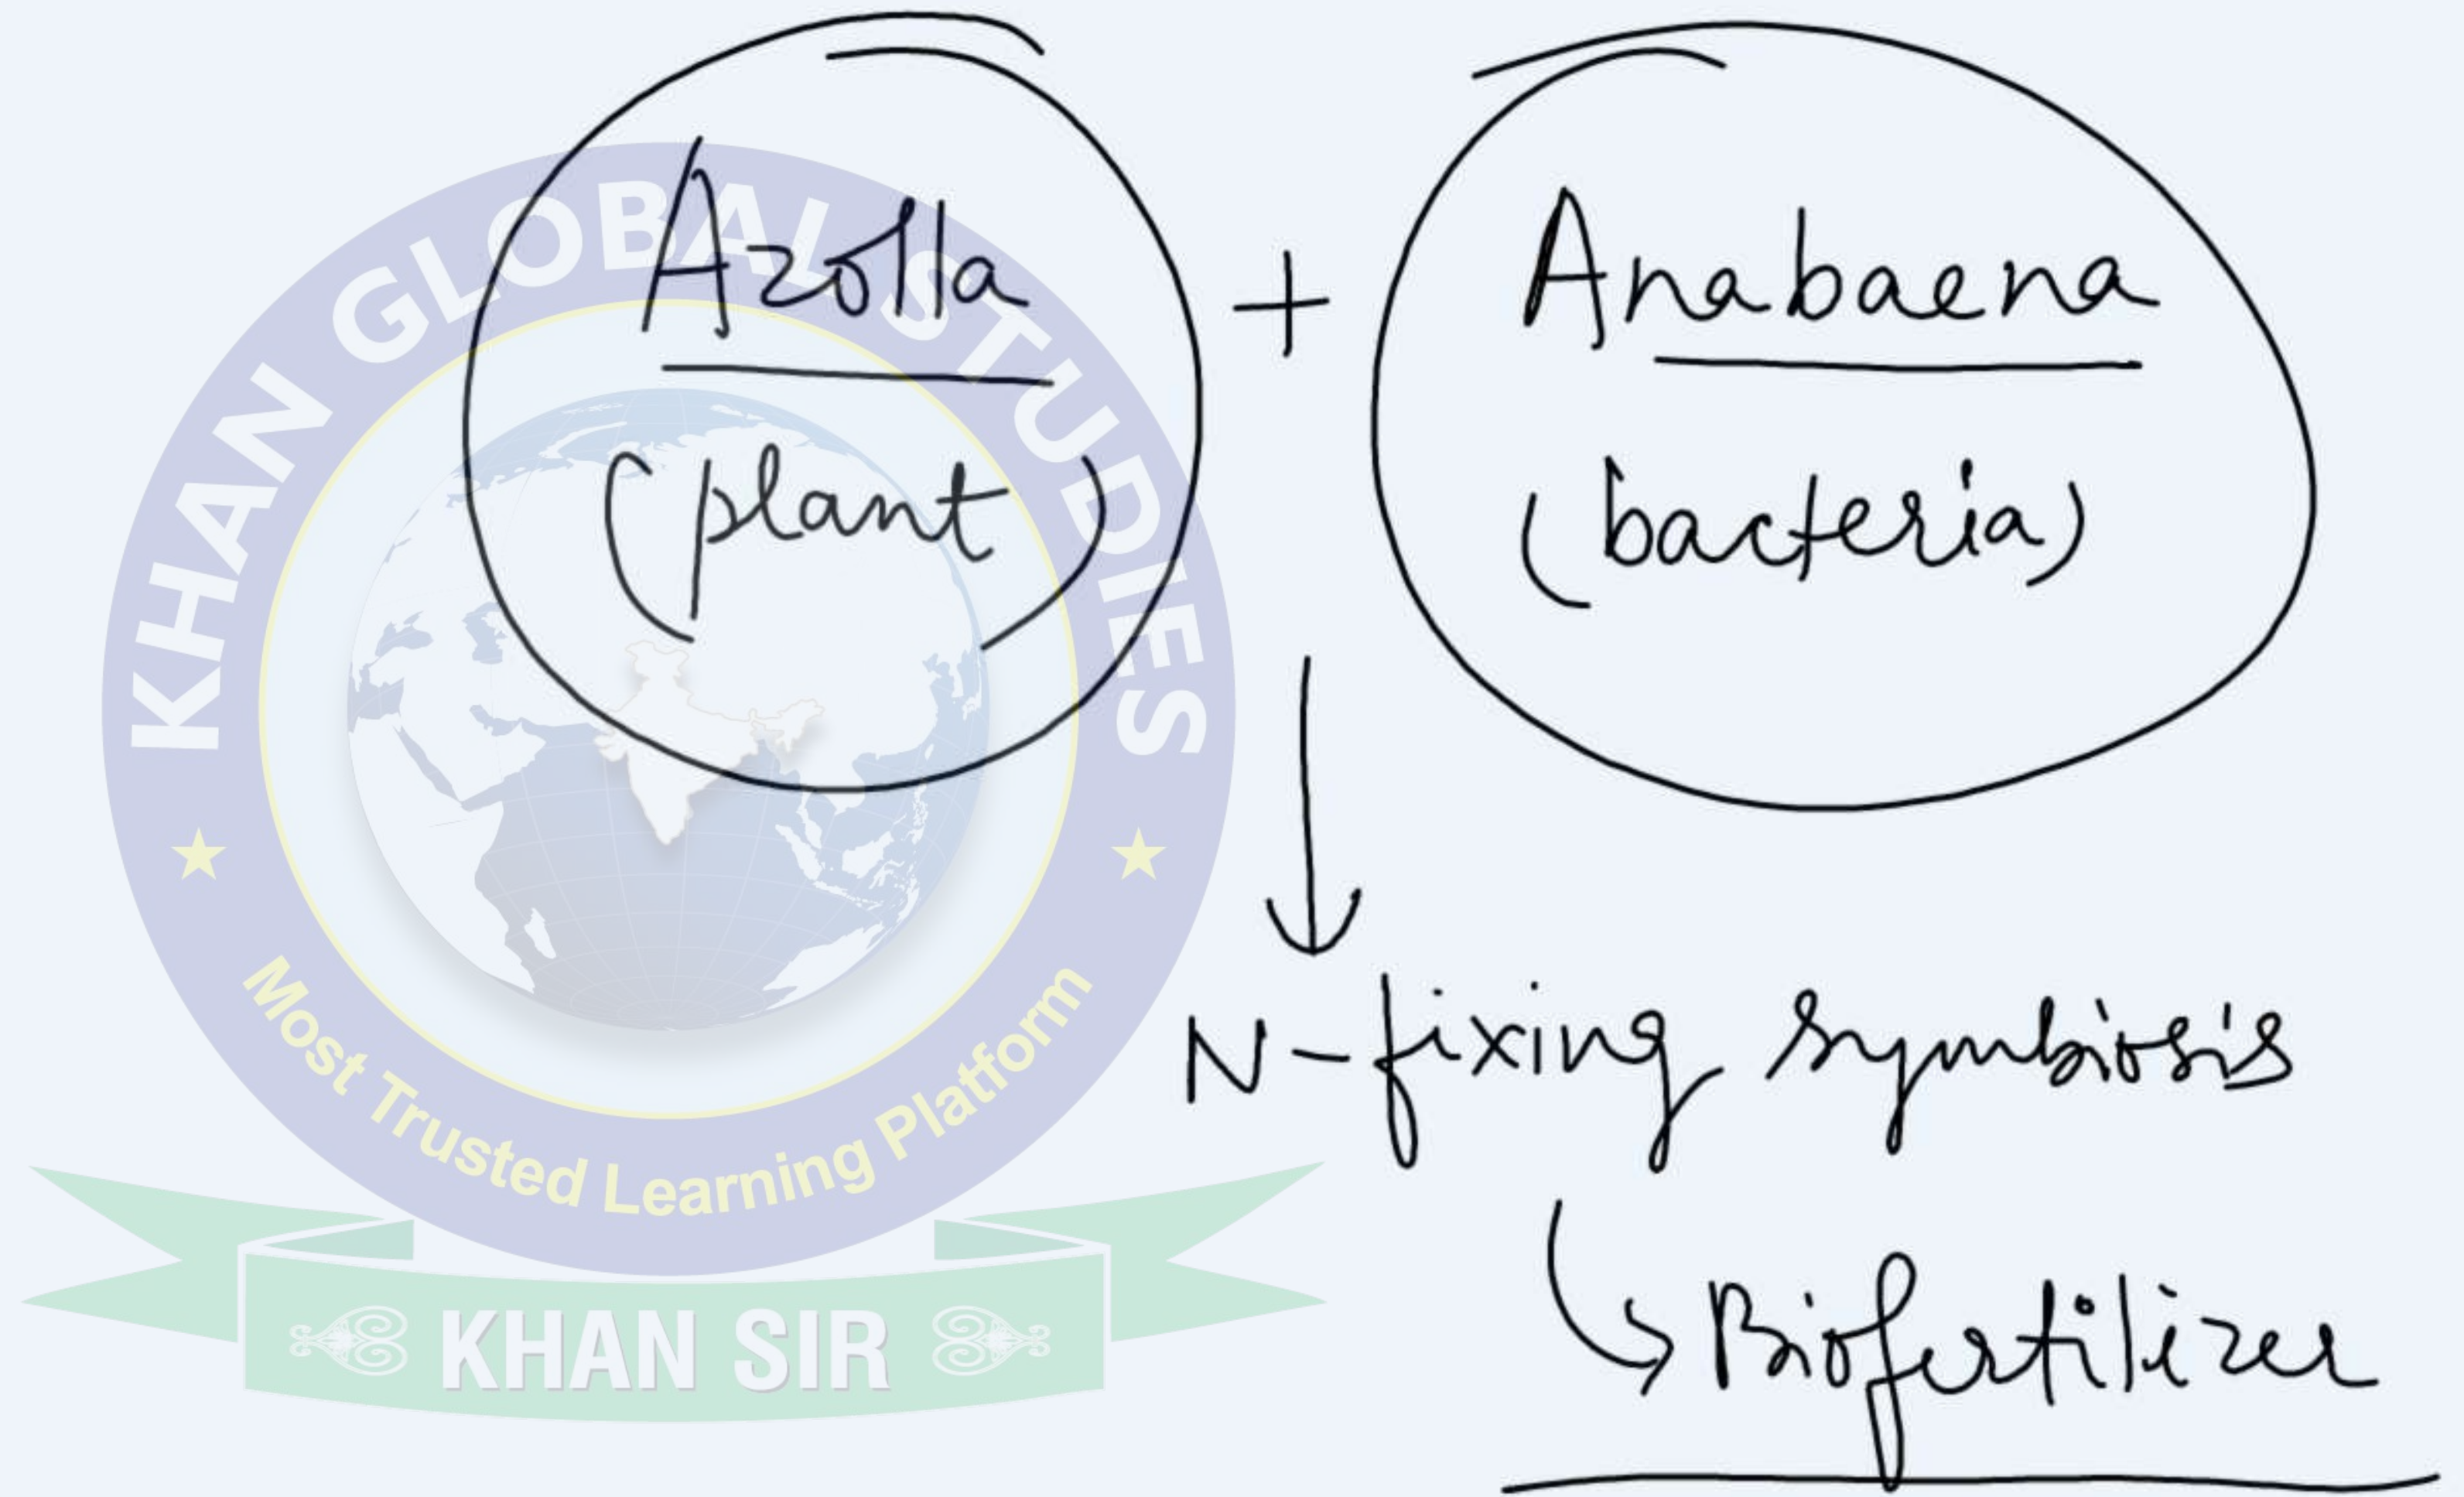 Azolla + Anabaena
(plant) (bacteria)
N-fixing symbiosis
Biofertilizer
KHAN GLOBAL STUDIES
Most Trusted Learning Platform
KHAN SIR